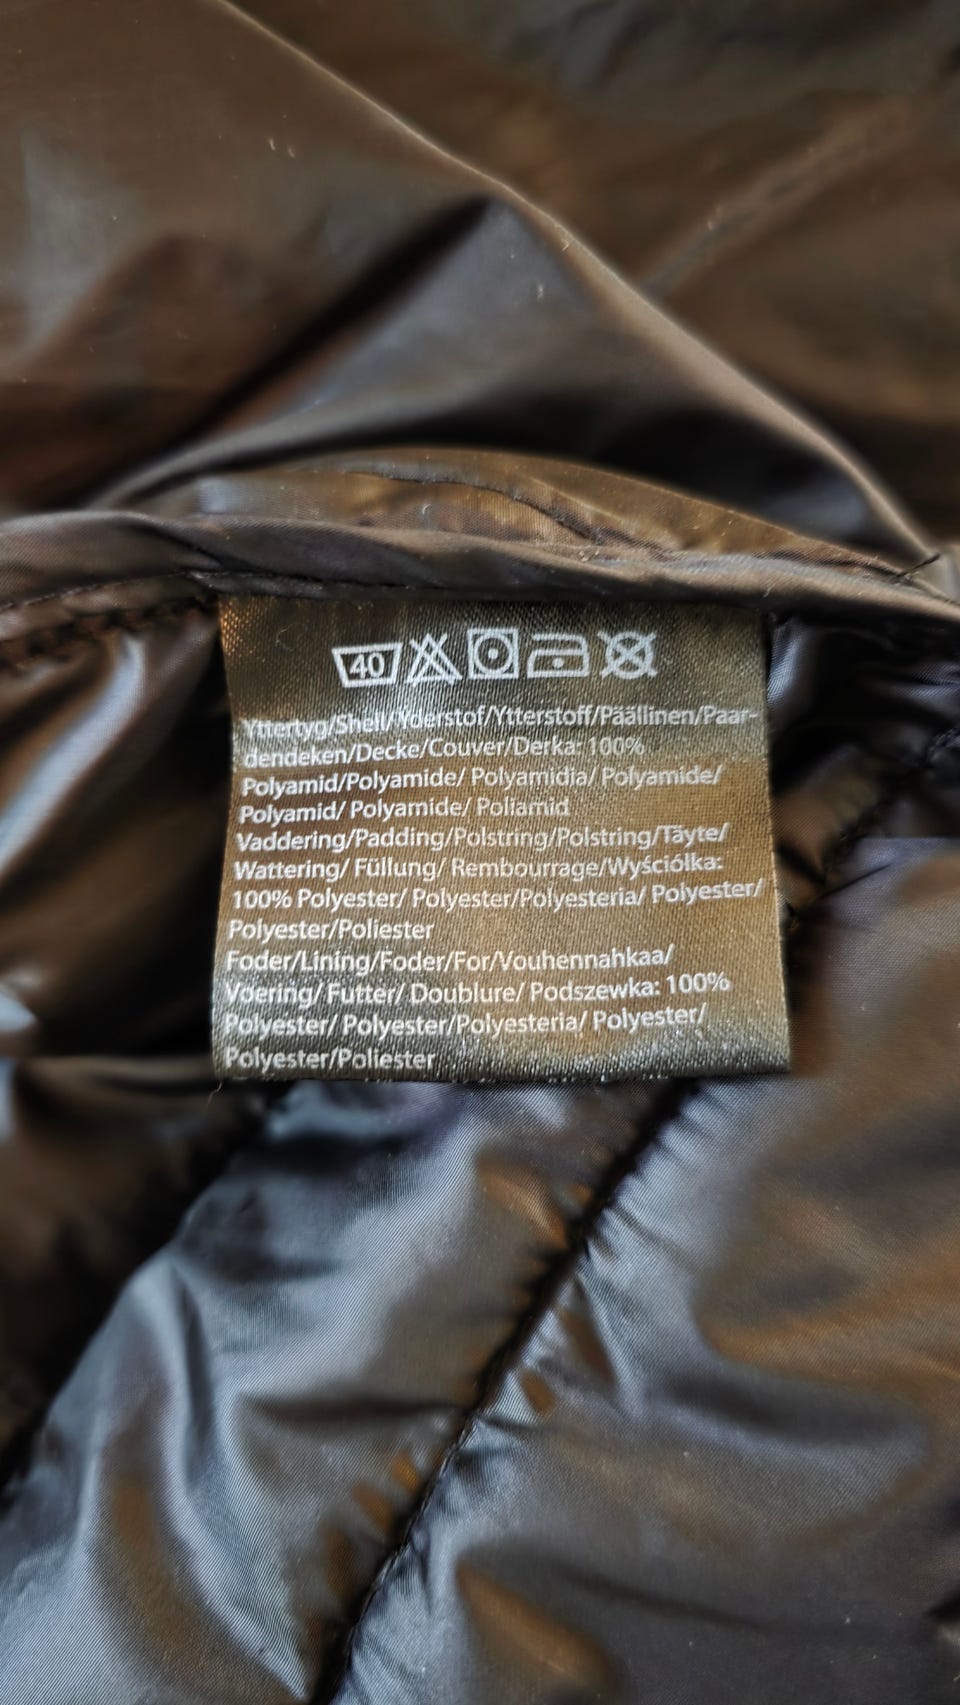 40
Yttertyg/Shell/Yderstof/Ytterstoff/Päällinen/Paar-
dendeken/Decke/Couver/Derka: 100%
Polyamid/Polyamide/ Polyamidia/ Polyamide/
Polyamid/ Polyamide/ Poliamid
Vaddering/Padding/Polstring/Polstring/Täyte/
Wattering/ Füllung/ Rembourrage/Wyściólka:
100% Polyester/ Polyester/Polyesteria/ Polyester/
Polyester/Poliester
Foder/Lining/Foder/For/Vouhennahkaa/
Voering/ Futter/ Doublure/ Podszewka: 100%
Polyester/ Polyester/Polyesteria/ Polyester/
Polyester/Poliester